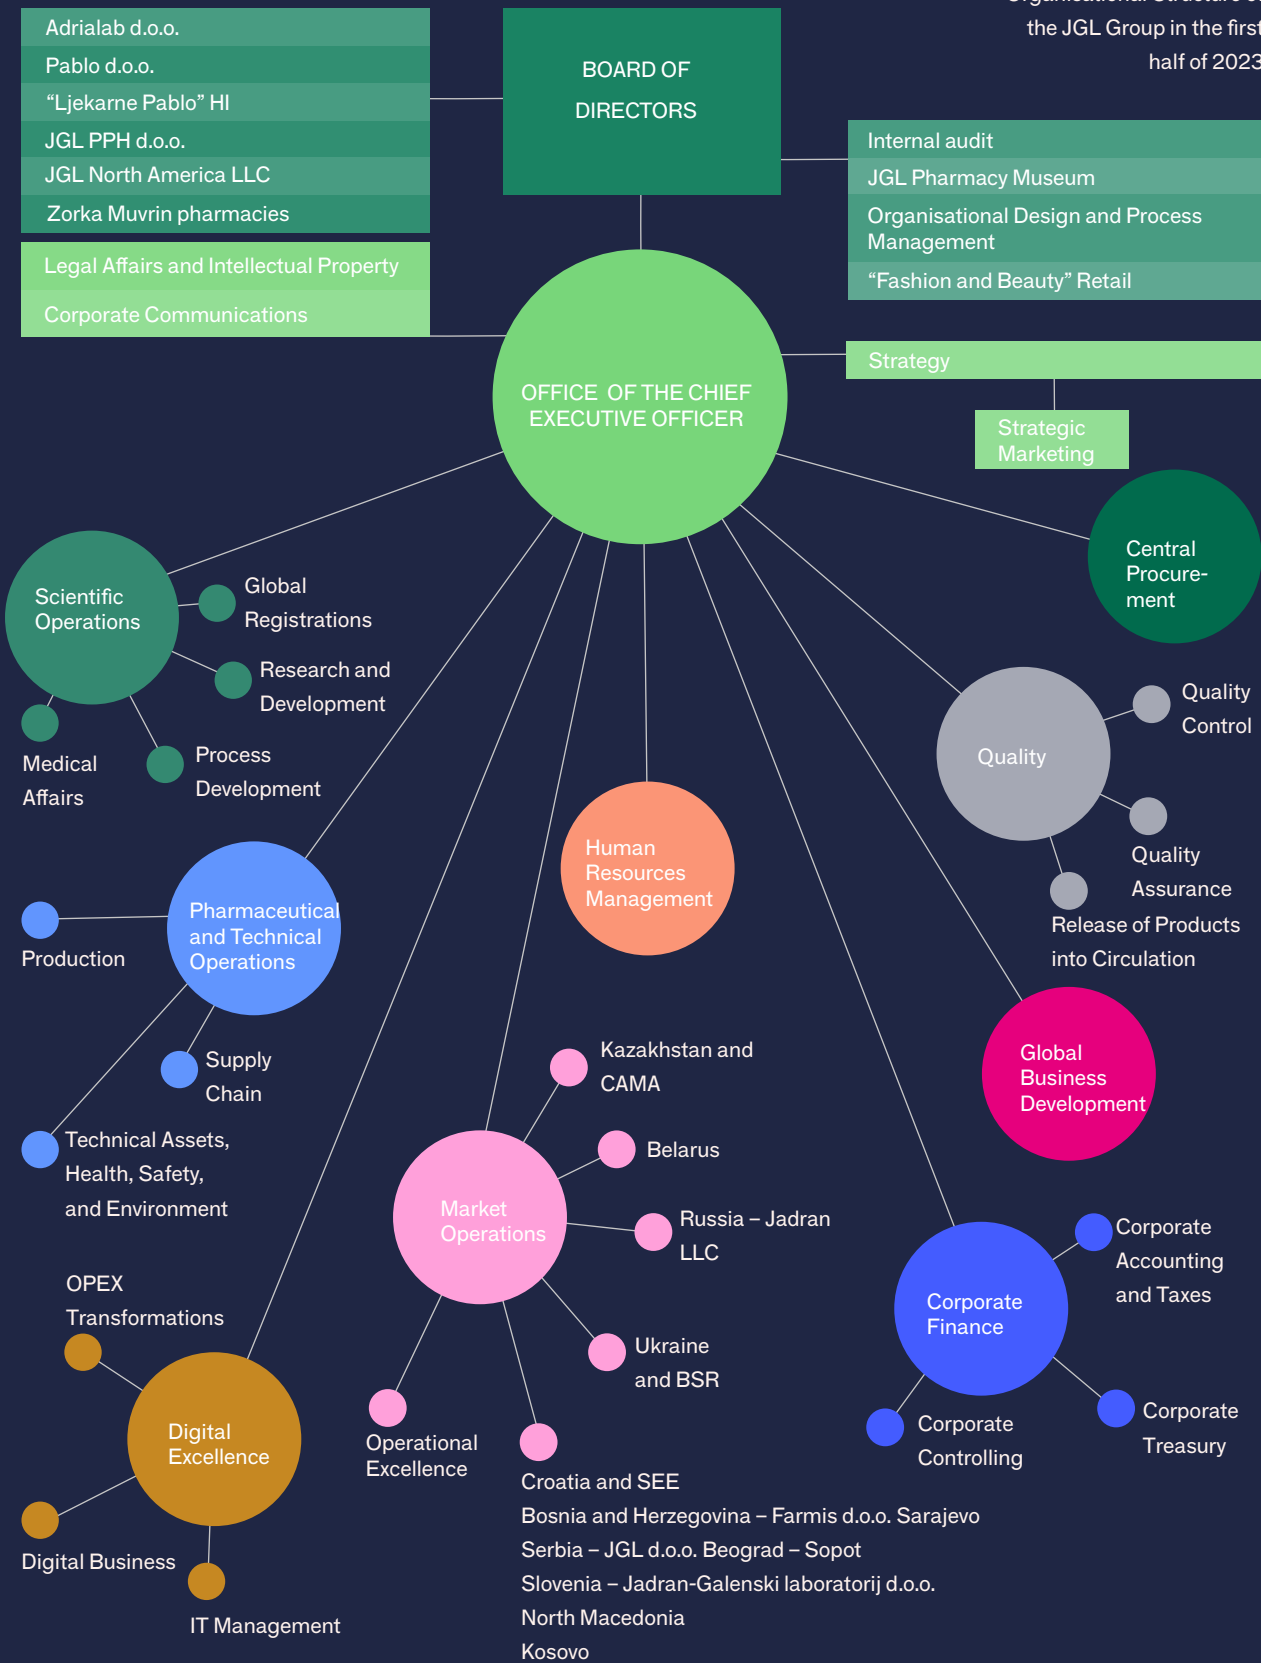 Adrialab d.o.o.
Pablo d.o.o.
“Ljekarne Pablo” HI
JGL PPH d.o.o.
JGL North America LLC
Zorka Muvrin pharmacies
Legal Affairs and Intellectual Property
Corporate Communications
BOARD OF
DIRECTORS
the JGL Group in the first
half of 2023
Internal audit
JGL Pharmacy Museum
Organisational Design and Process
Management
“Fashion and Beauty” Retail
OFFICE OF THE CHIEF
EXECUTIVE OFFICER
Strategy
Strategic
Marketing
Central
Procure-
ment
Scientific
Operations
Global
Registrations
Research and
Development
Process
Development
Medical
Affairs
Quality
Quality
Control
Quality
Assurance
Release of Products
into Circulation
Human
Resources
Management
Pharmaceutical
and Technical
Operations
Production
Supply
Chain
Technical Assets,
Health, Safety,
and Environment
Global
Business
Development
Market
Operations
Kazakhstan and
CAMA
Belarus
Russia – Jadran
LLC
Ukraine
and BSR
Operational
Excellence
Croatia and SEE
Bosnia and Herzegovina – Farmis d.o.o. Sarajevo
Serbia – JGL d.o.o. Beograd – Sopot
Slovenia – Jadran-Galenski laboratorij d.o.o.
North Macedonia
Kosovo
Corporate
Finance
Corporate
Accounting
and Taxes
Corporate
Treasury
Corporate
Controlling
OPEX
Transformations
Digital
Excellence
Digital Business
IT Management